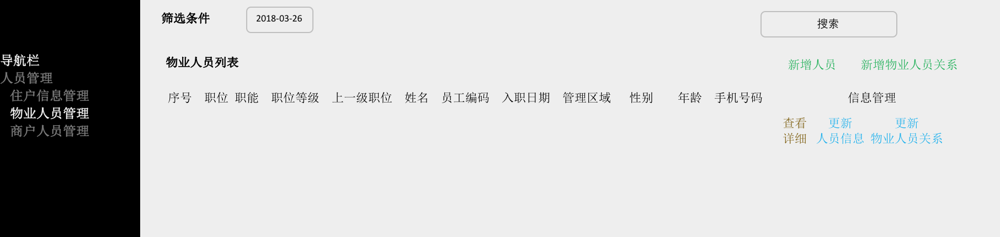 导航栏
人员管理
住户信息管理
物业人员管理
商户人员管理
筛选条件 2018-03-26 搜索
物业人员列表 新增人员 新增物业人员关系
序号 职位 职能 职位等级 上一级职位 姓名 员工编码 入职日期 管理区域 性别 年龄 手机号码 信息管理
查看 更新 更新
详细 人员信息 物业人员关系